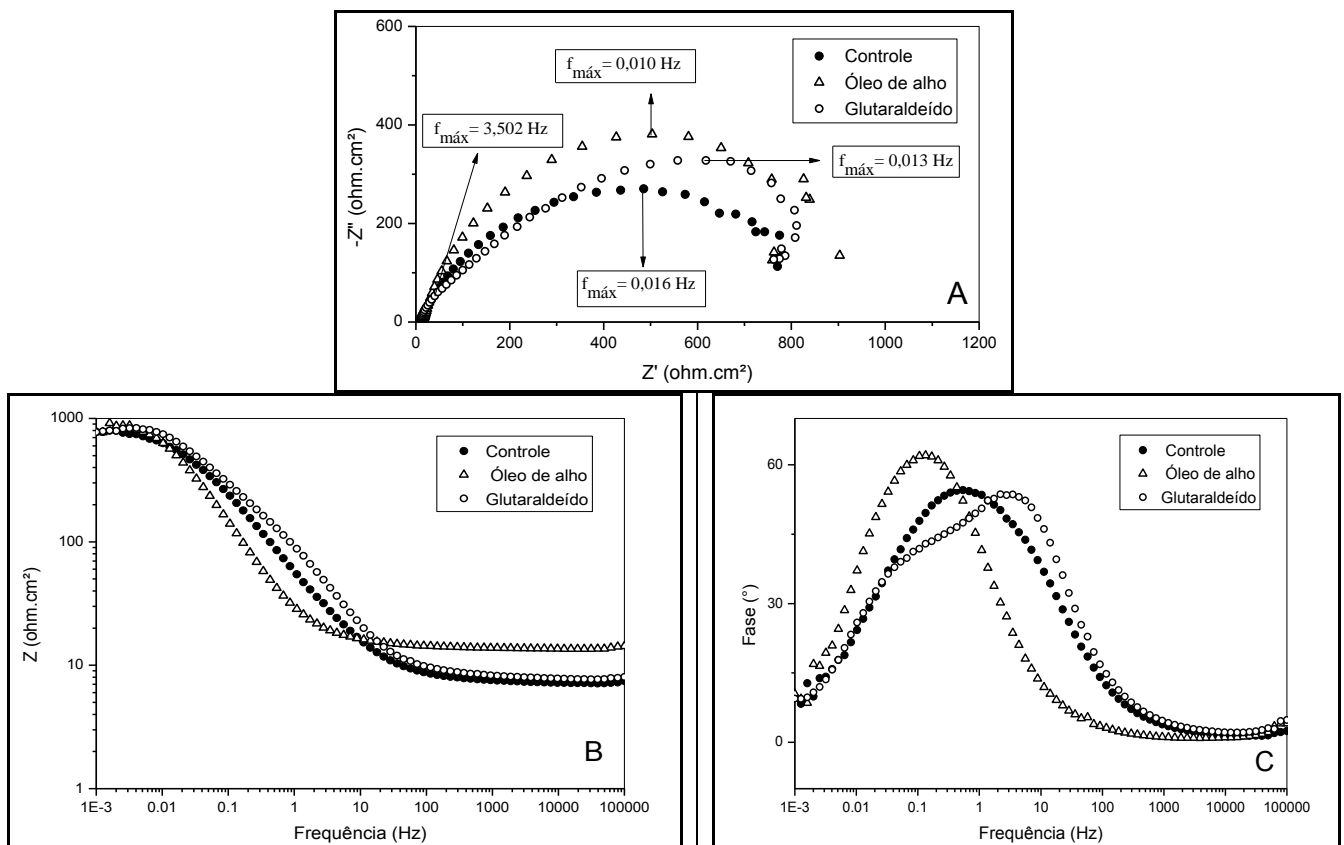 600
400
200
0
-Z'' (ohm.cm²)
f máx= 0,010 Hz
f máx= 3,502 Hz
f máx= 0,013 Hz
f máx= 0,016 Hz
Controle
Óleo de alho
Glutaraldeído
A
0 200 400 600 800 1000 1200
Z' (ohm.cm²)
1000
100
10
1
Z (ohm.cm²)
Controle
Óleo de alho
Glutaraldeído
B
1E-3 0.01 0.1 1 10 100 1000 10000 100000
Frequência (Hz)
60
30
0
Fase (°)
Controle
Óleo de alho
Glutaraldeído
C
1E-3 0.01 0.1 1 10 100 1000 10000 100000
Frequência (Hz)